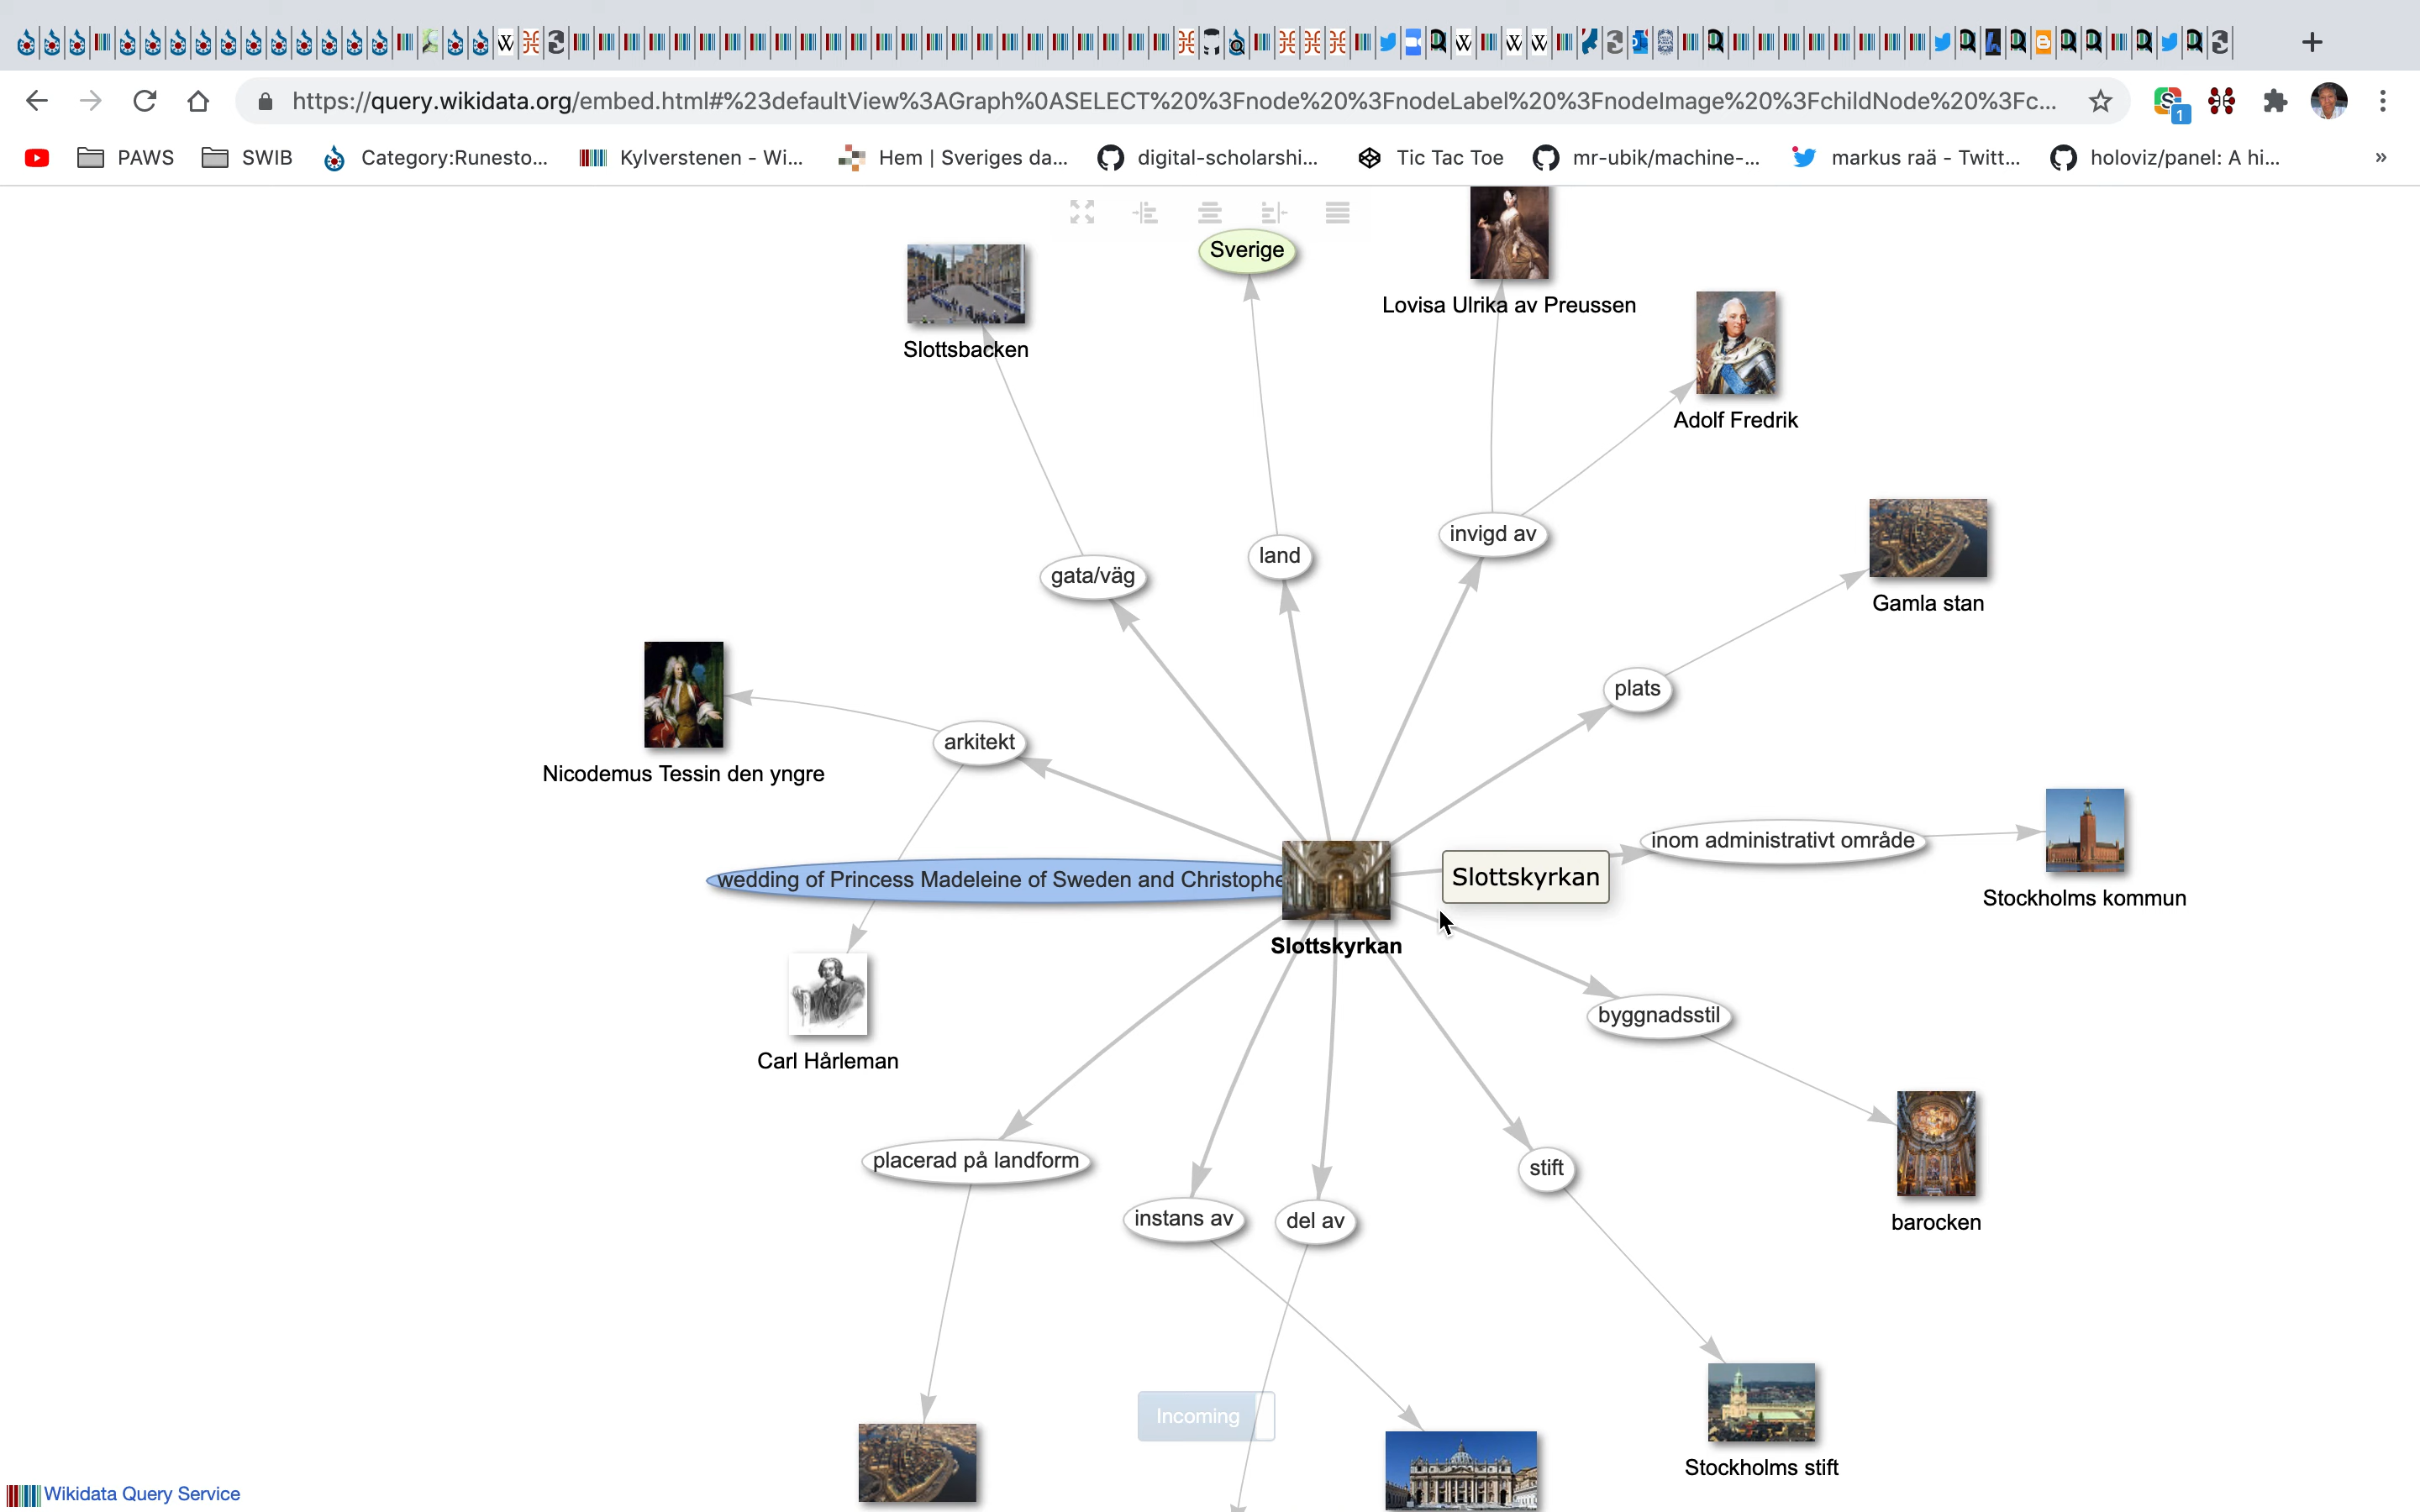 https://query.wikidata.org/embed.html#%23defaultView%3AGraph%0ASELECT%20%3Fnode%20%3FnodeLabel%20%3FnodeImage%20%3FchildNode%20%3Fc...
1
PAWS
SWIB
Category:Runesto...
Kylverstenen - Wi...
Hem | Sveriges da...
digital-scholarshi...
Tic Tac Toe
mr-ubik/machine-...
markus raä - Twitt...
holoviz/panel: A hi...
»
Sverige
Lovisa Ulrika av Preussen
Slottsbacken
Adolf Fredrik
invigd av
land
gata/väg
Gamla stan
plats
arkitekt
Nicodemus Tessin den yngre
inom administrativt område
wedding of Princess Madeleine of Sweden and Christophe
Slottskyrkan
Stockholms kommun
Slottskyrkan
byggnadsstil
Carl Hårleman
placerad på landform
stift
instans av
del av
barocken
Incoming
Stockholms stift
Wikidata Query Service